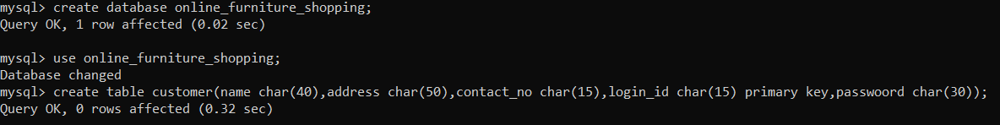 mysql> create database online_furniture_shopping;
Query OK, 1 row affected (0.02 sec)
mysql> use online_furniture_shopping;
Database changed
mysql> create table customer(name char(40),address char(50),contact_no char(15),login_id char(15) primary key,passwoord char(30));
Query OK, 0 rows affected (0.32 sec)